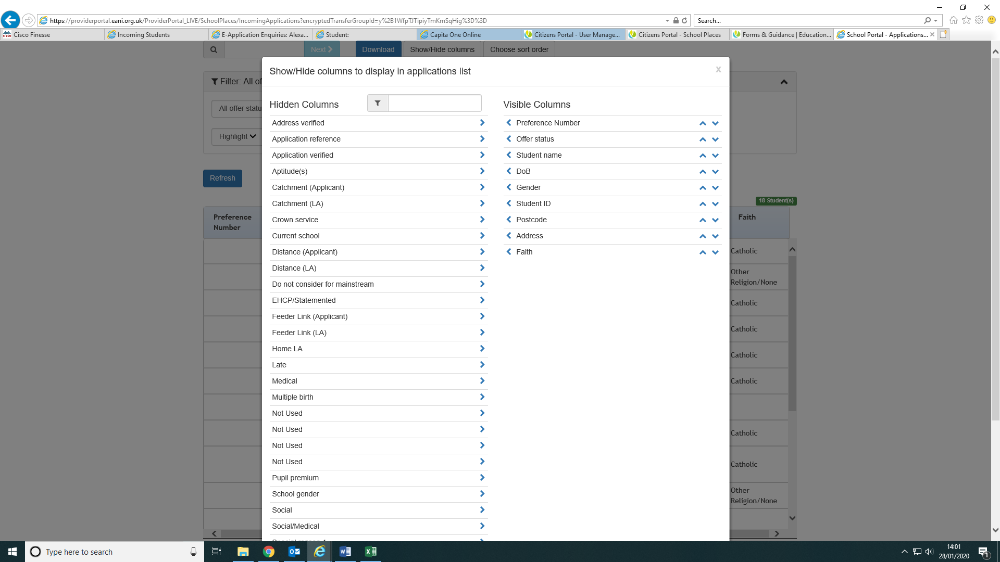 https://providerportal.eani.org.uk/ProviderPortal_LIVE/SchoolPlaces/IncomingApplications?encryptedTransferGroupId=y%2B1WfpTJTipiyTmKmSqHig%3D%3D
Search...
Cisco Finesse
Incoming Students
E-Application Enquiries: Alexa...
Student:
Capita One Online
Citizens Portal - User Manage...
Citizens Portal - School Places
Forms & Guidance | Education...
School Portal - Applications...
Next
Download
Show/Hide columns
Choose sort order
Show/Hide columns to display in applications list
x
Filter: All of
All offer statu
Highlight
Refresh
18 Student(s)
Preference
Number
Faith
Hidden Columns
Address verified
Application reference
Application verified
Aptitude(s)
Catchment (Applicant)
Catchment (LA)
Crown service
Current school
Distance (Applicant)
Distance (LA)
Do not consider for mainstream
EHCP/Statemented
Feeder Link (Applicant)
Feeder Link (LA)
Home LA
Late
Medical
Multiple birth
Not Used
Not Used
Not Used
Not Used
Pupil premium
School gender
Social
Social/Medical
Visible Columns
Preference Number
Offer status
Student name
DoB
Gender
Student ID
Postcode
Address
Faith
Catholic
Other
Religion/None
Catholic
Catholic
Catholic
Catholic
Catholic
Catholic
Other
Religion/None
Type here to search
14:01
28/01/2020
1